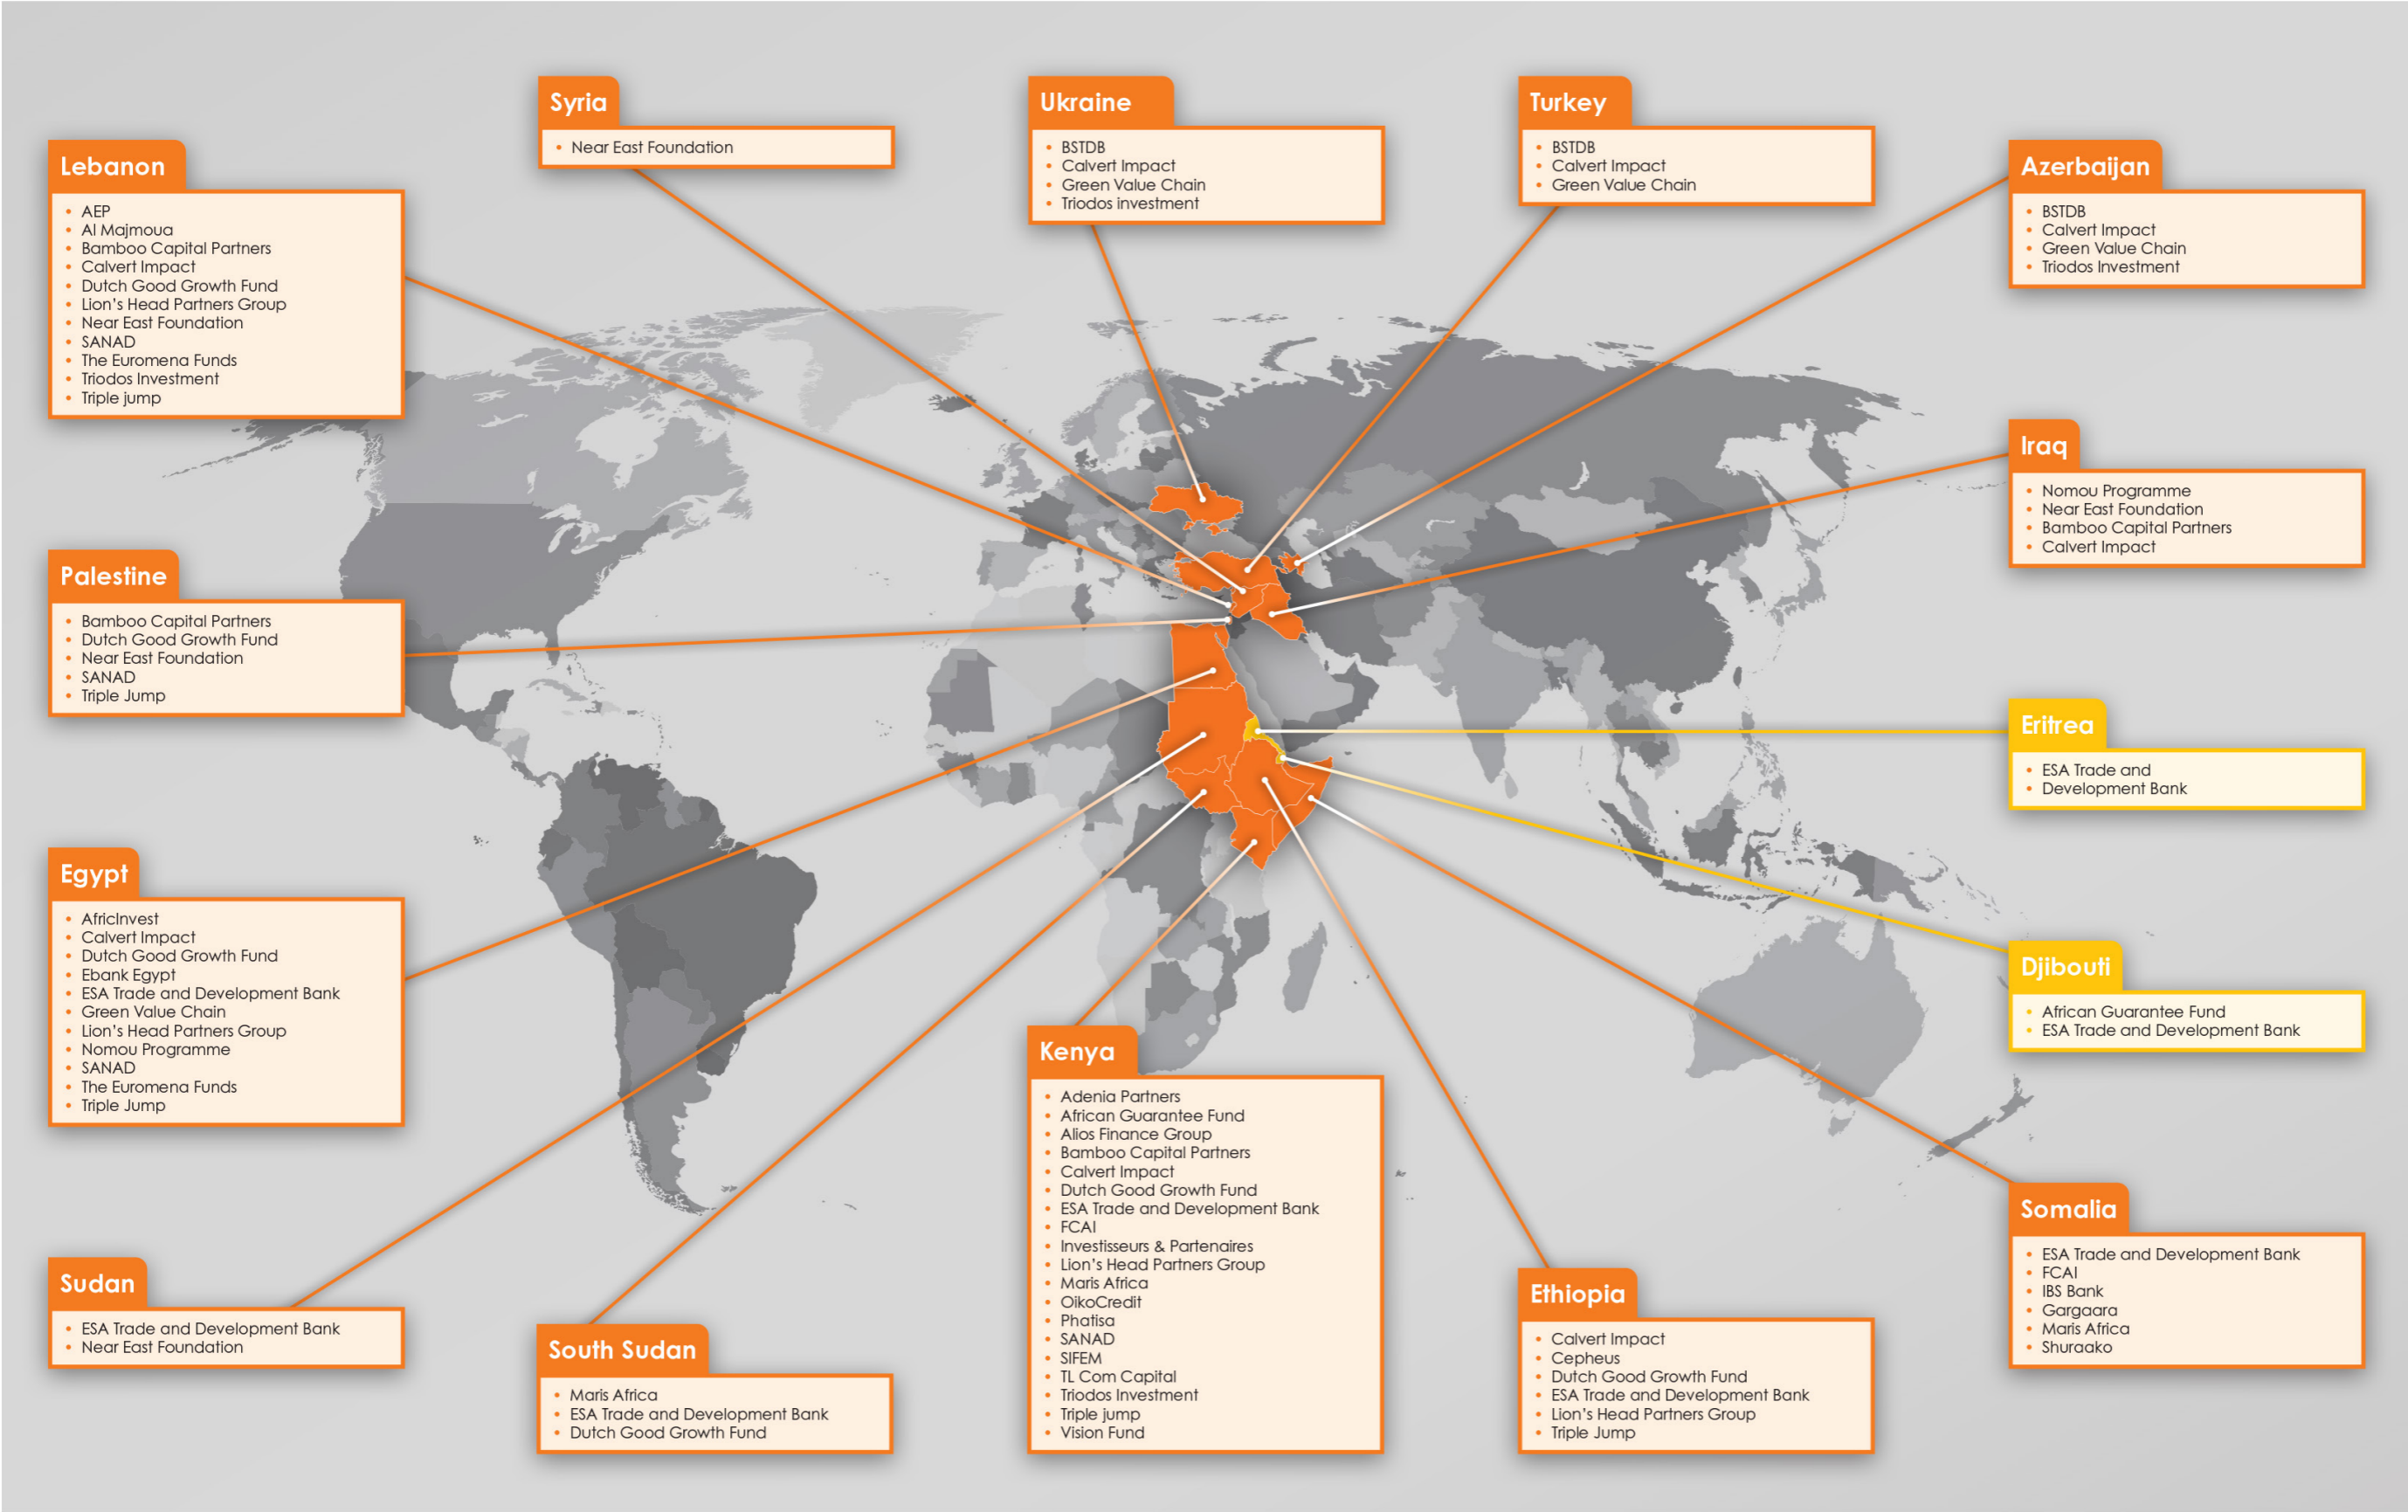 Syria
• Near East Foundation
Ukraine
• BSTDB
• Calvert Impact
• Green Value Chain
• Triodos investment
Turkey
• BSTDB
• Calvert Impact
• Green Value Chain
Lebanon
• AEP
• Al Majmoua
• Bamboo Capital Partners
• Calvert Impact
• Dutch Good Growth Fund
• Lion's Head Partners Group
• Near East Foundation
• SANAD
• The Euromena Funds
• Triodos Investment
• Triple jump
Azerbaijan
• BSTDB
• Calvert Impact
• Green Value Chain
• Triodos Investment
Iraq
• Nomou Programme
• Near East Foundation
• Bamboo Capital Partners
• Calvert Impact
Palestine
• Bamboo Capital Partners
• Dutch Good Growth Fund
• Near East Foundation
• SANAD
• Triple Jump
Eritrea
• ESA Trade and
• Development Bank
Egypt
• AfricInvest
• Calvert Impact
• Dutch Good Growth Fund
• Ebank Egypt
• ESA Trade and Development Bank
• Green Value Chain
• Lion's Head Partners Group
• Nomou Programme
• SANAD
• The Euromena Funds
• Triple Jump
Djibouti
• African Guarantee Fund
• ESA Trade and Development Bank
Kenya
• Adenia Partners
• African Guarantee Fund
• Alios Finance Group
• Bamboo Capital Partners
• Calvert Impact
• Dutch Good Growth Fund
• ESA Trade and Development Bank
• FCAI
• Investisseurs & Partenaires
• Lion's Head Partners Group
• Maris Africa
• OikoCredit
• Phatisa
• SANAD
• SIFEM
• TL Com Capital
• Triodos Investment
• Triple jump
• Vision Fund
Somalia
• ESA Trade and Development Bank
• FCAI
• IBS Bank
• Gargaara
• Maris Africa
• Shuraako
Sudan
• ESA Trade and Development Bank
• Near East Foundation
South Sudan
• Maris Africa
• ESA Trade and Development Bank
• Dutch Good Growth Fund
Ethiopia
• Calvert Impact
• Cepheus
• Dutch Good Growth Fund
• ESA Trade and Development Bank
• Lion's Head Partners Group
• Triple Jump